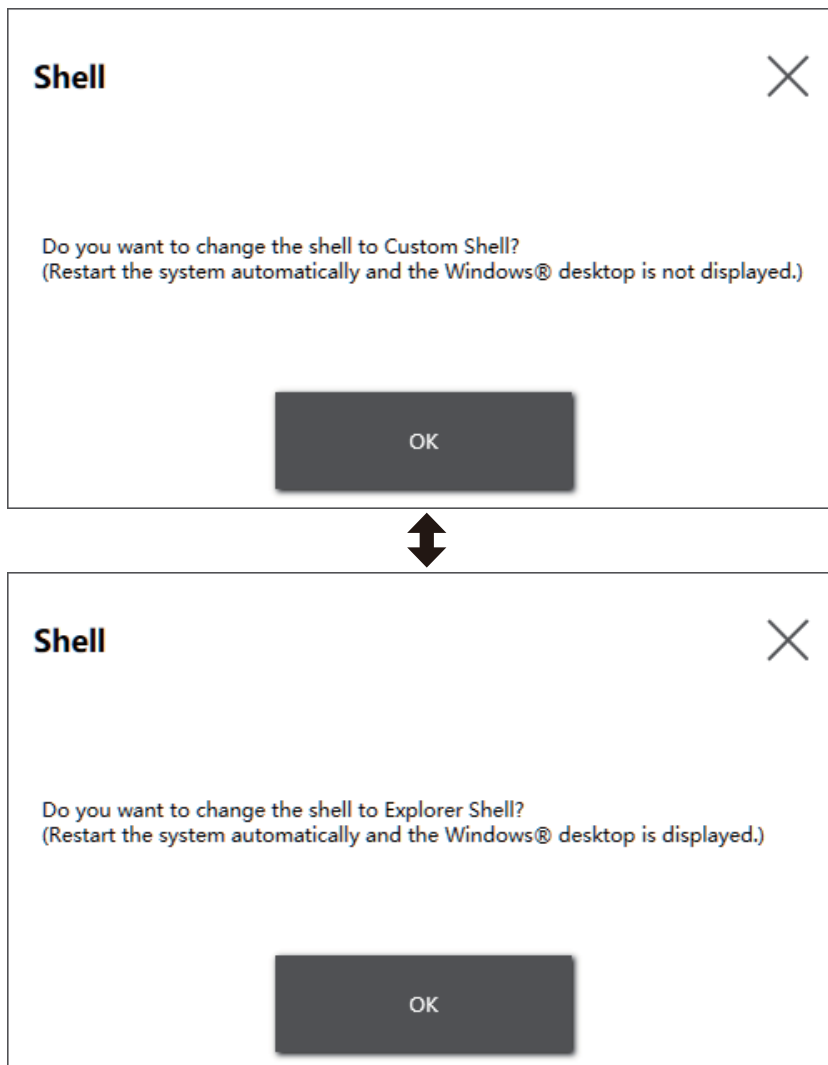 Shell
Do you want to change the shell to Custom Shell?
(Restart the system automatically and the Windows® desktop is not displayed.)
OK
Shell
Do you want to change the shell to Explorer Shell?
(Restart the system automatically and the Windows® desktop is displayed.)
OK